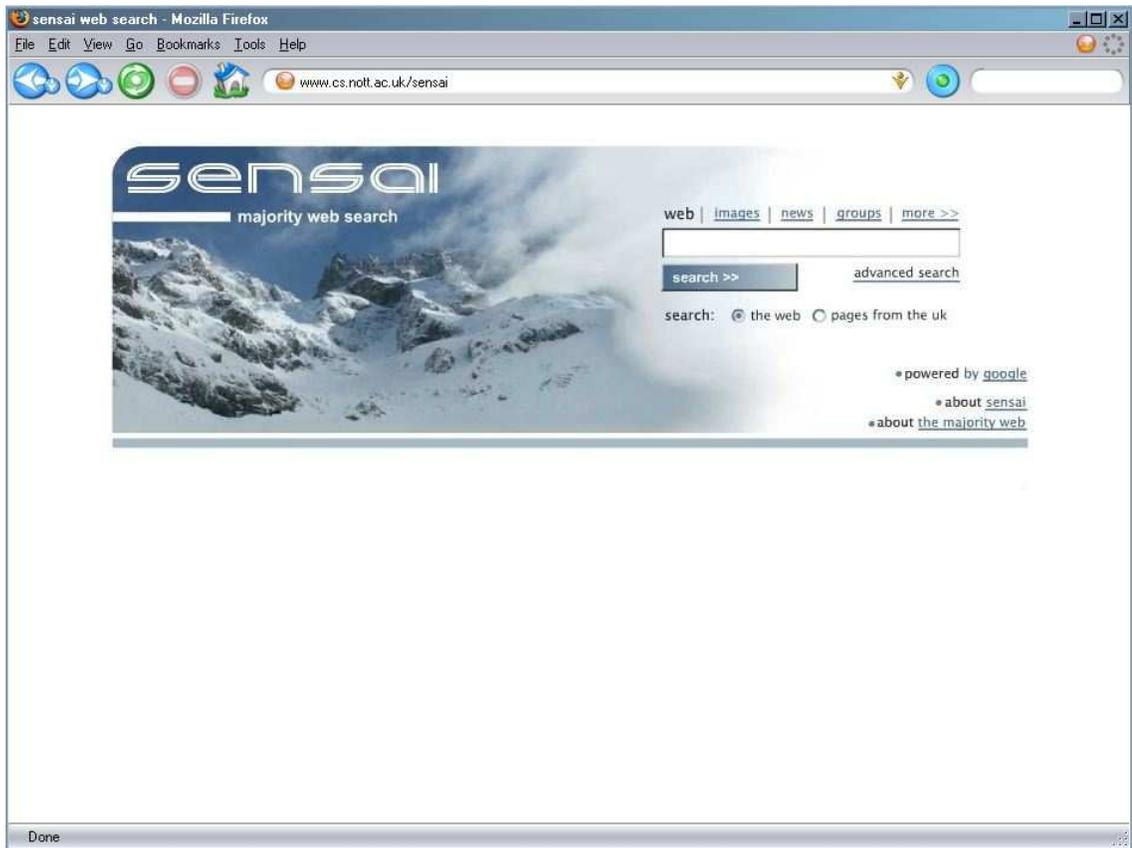 sensai web search - Mozilla Firefox
File Edit View Go Bookmarks Tools Help
www.cs.nott.ac.uk/sensai
sensai
majority web search
web | images | news | groups | more >>
search >>
advanced search
search: the web pages from the uk
powered by google
about sensai
about the majority web
Done